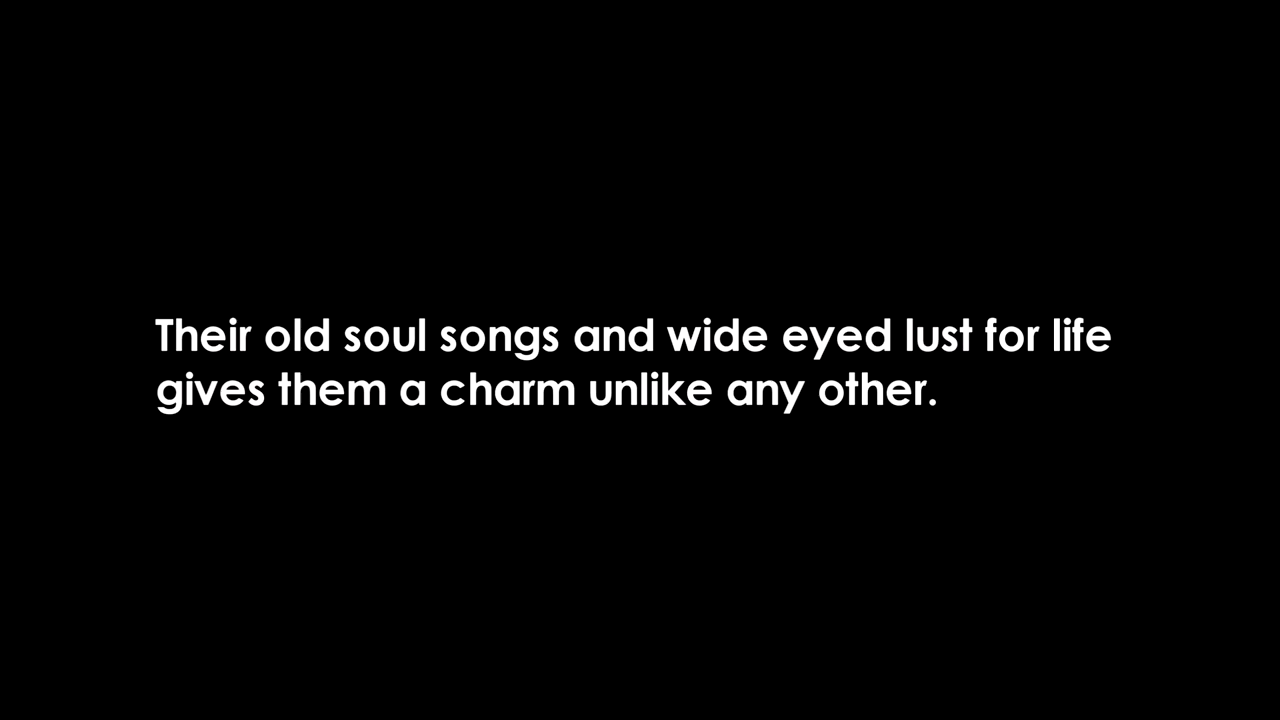 Their old soul songs and wide eyed lust for life
gives them a charm unlike any other.